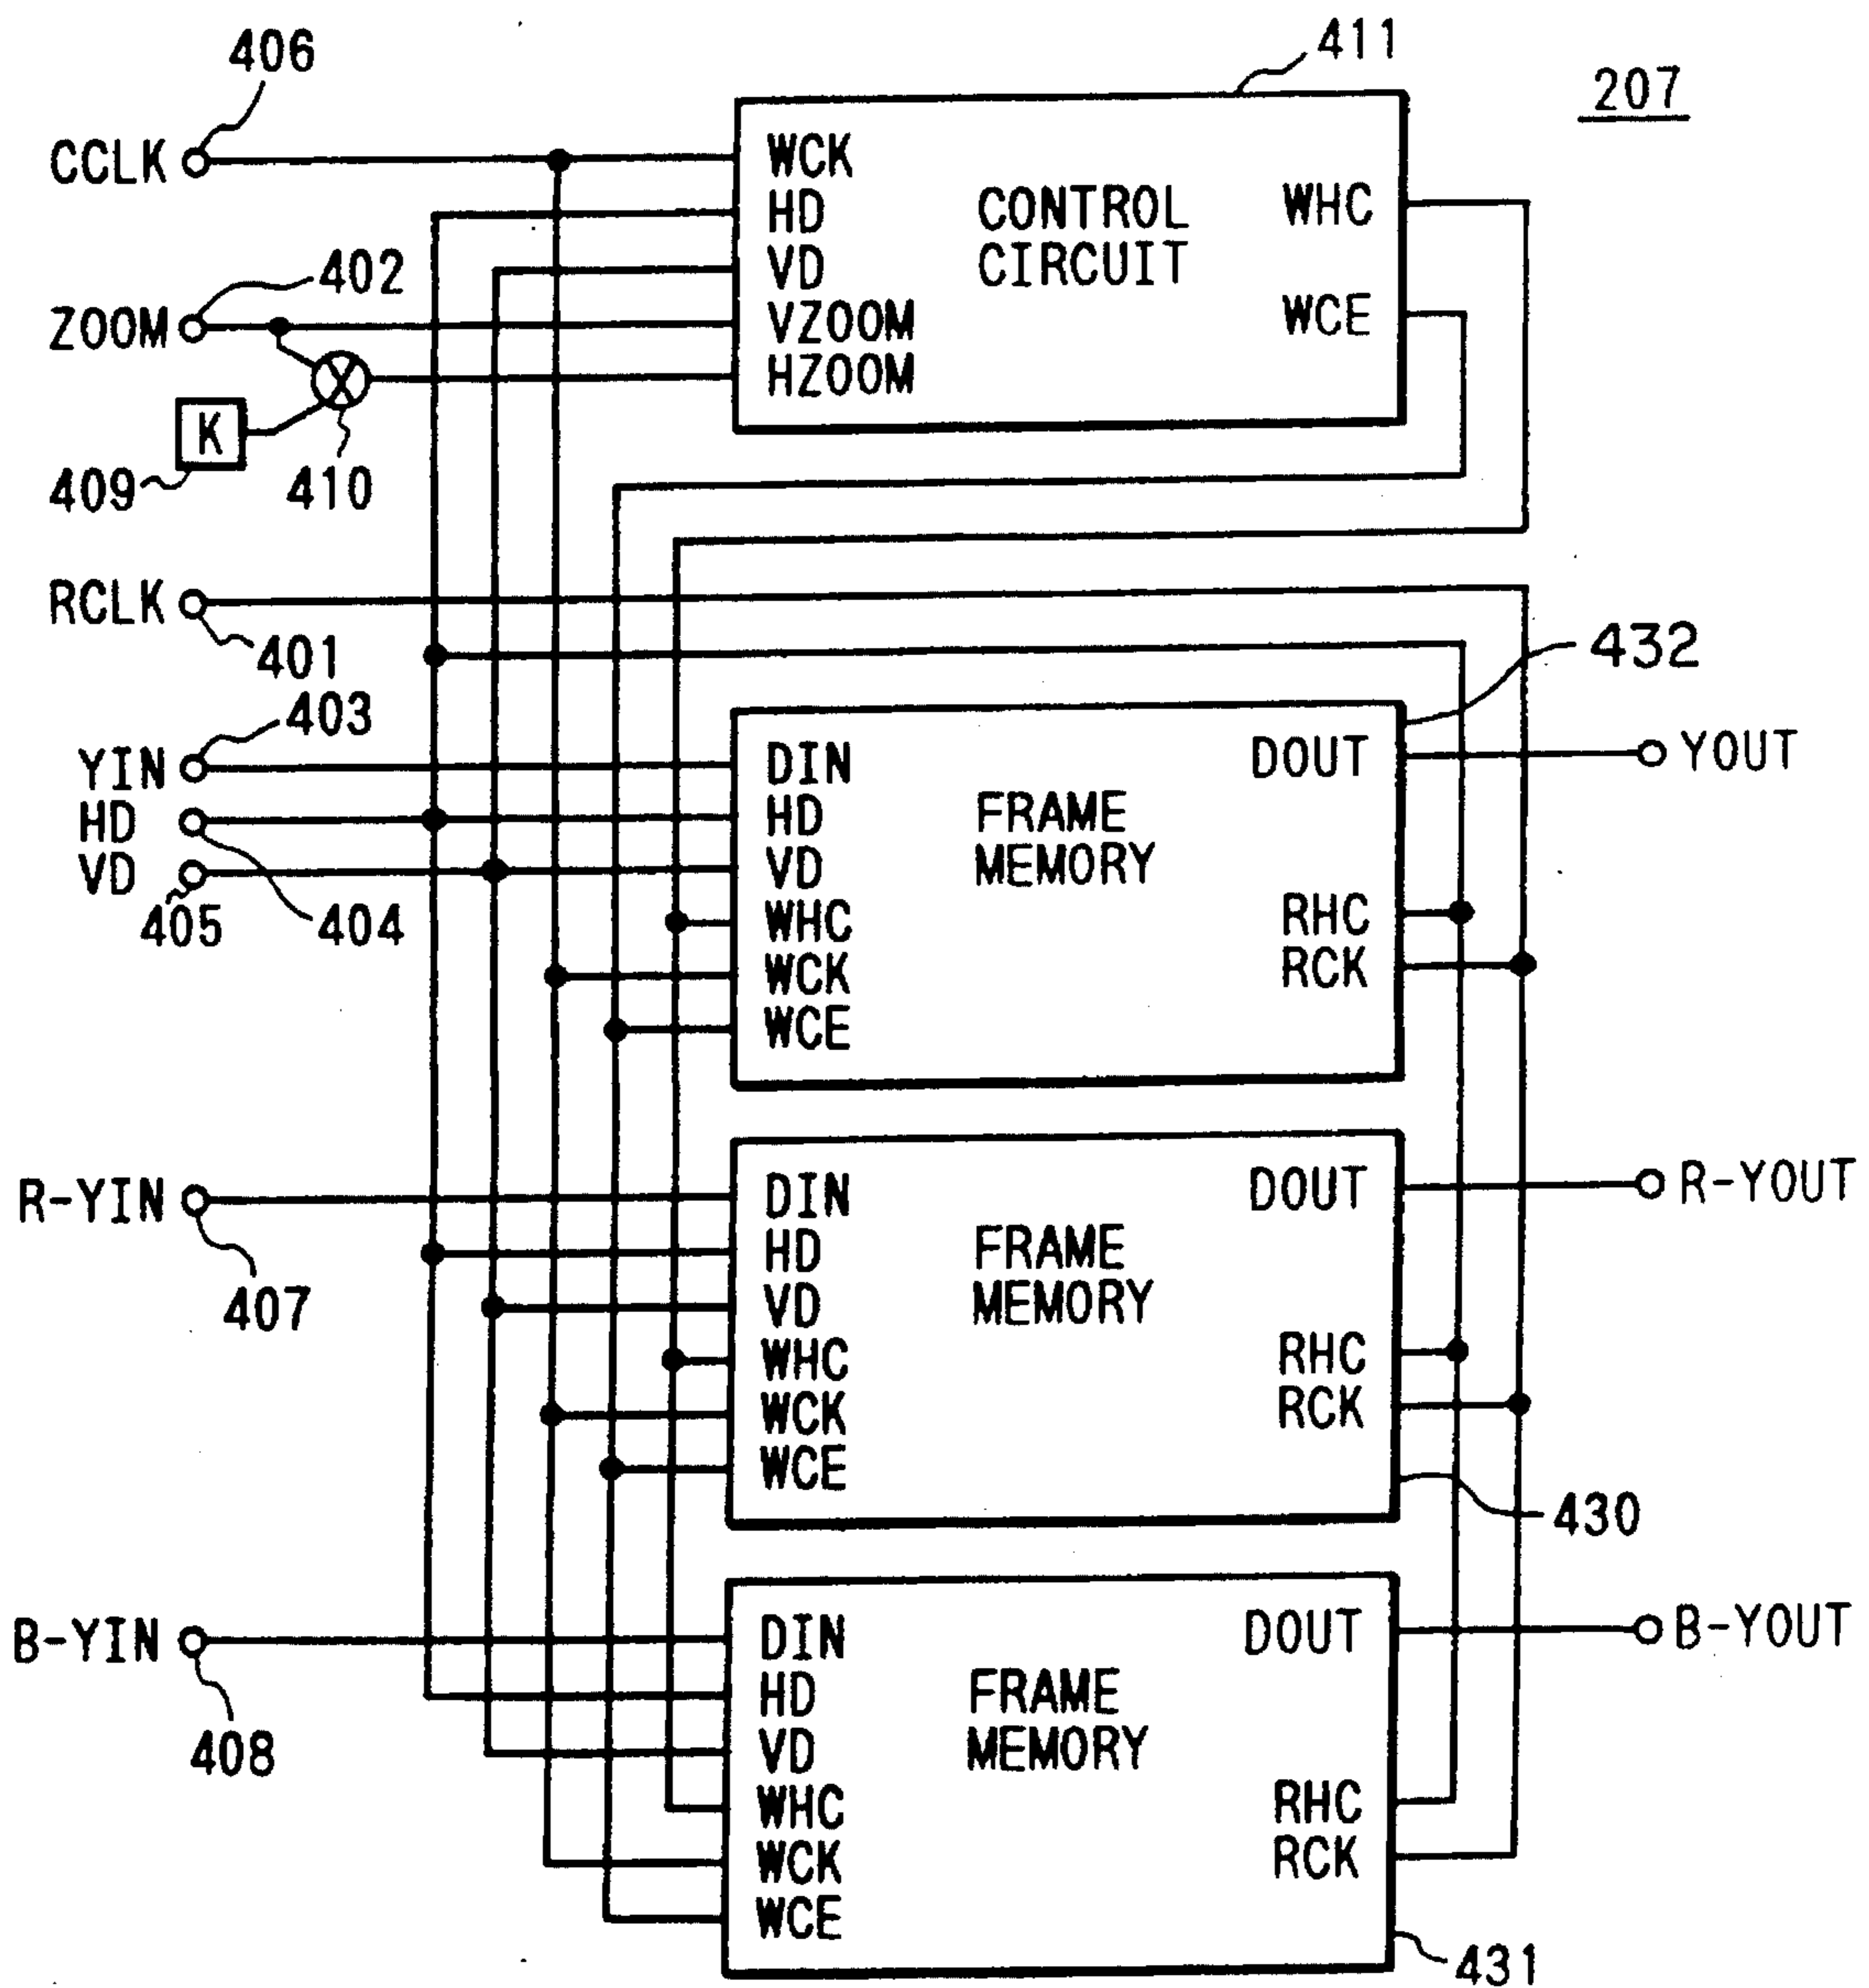 406
411
207
CCLK
WCK
HD
VD
VZOOM
HZOOM
CONTROL
CIRCUIT
WHC
WCE
402
ZOOM
K
409
410
RCLK
401
432
403
YIN
HD
VD
405
404
DIN
HD
VD
WHC
WCK
WCE
FRAME
MEMORY
DOUT
RHC
RCK
YOUT
R-YIN
407
DIN
HD
VD
WHC
WCK
WCE
FRAME
MEMORY
DOUT
RHC
RCK
R-YOUT
430
B-YIN
408
DIN
HD
VD
WHC
WCK
WCE
FRAME
MEMORY
DOUT
RHC
RCK
B-YOUT
431